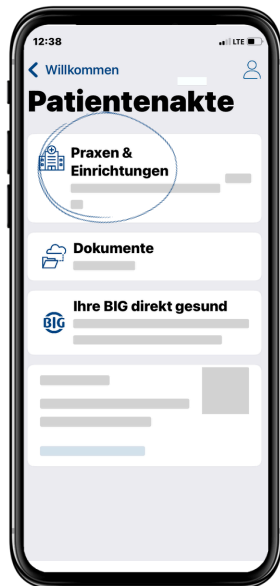 12:38 LTE
Willkommen
Patientenakte
Praxen &
Einrichtungen
Dokumente
Ihre BIG direkt gesund
BIG